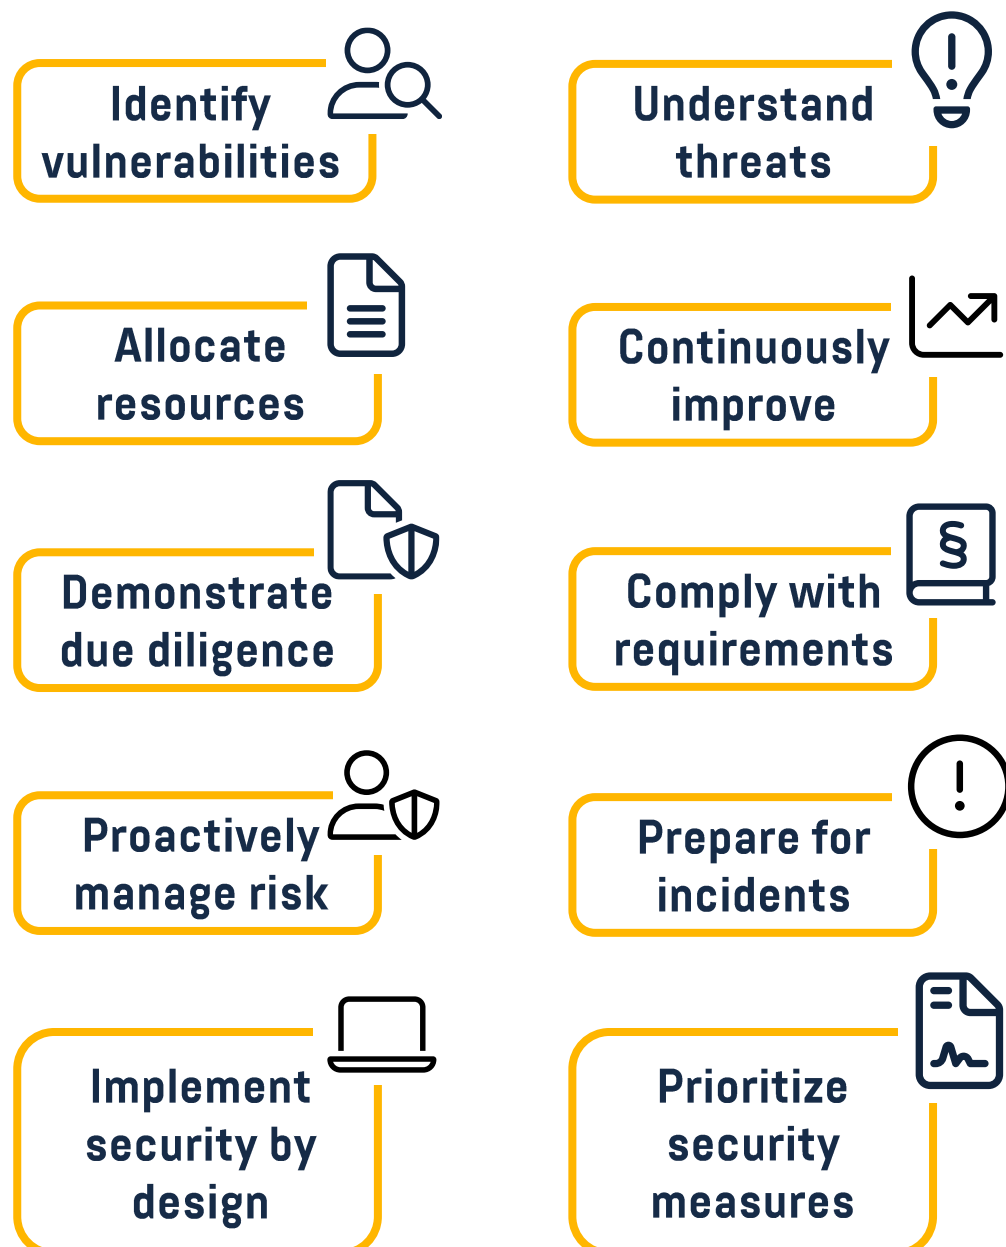 Identify
vulnerabilities
Understand
threats
Allocate
resources
Continuously
improve
Demonstrate
due diligence
§
Comply with
requirements
Proactively
manage risk
!
Prepare for
incidents
Implement
security by
design
Prioritize
security
measures